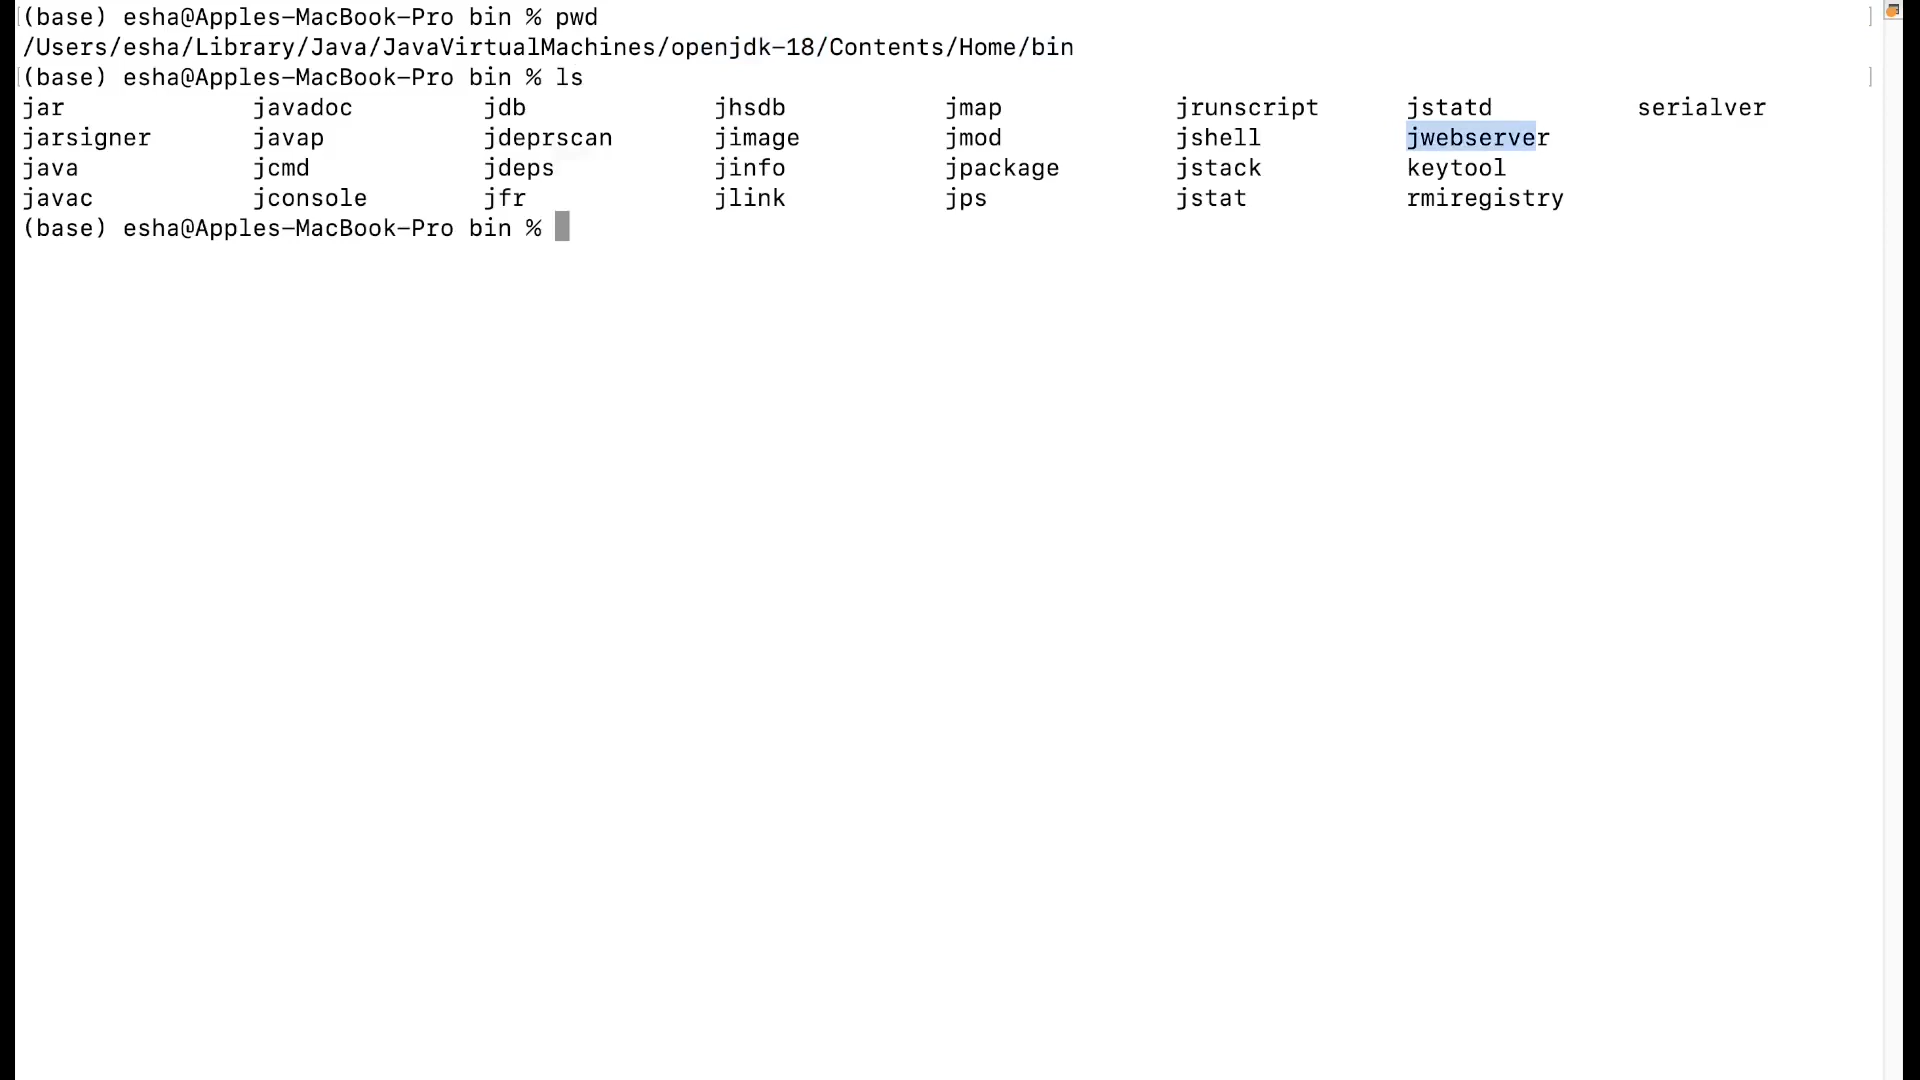 (base) esha@Apples-MacBook-Pro bin % pwd
/Users/esha/Library/Java/JavaVirtualMachines/openjdk-18/Contents/Home/bin
(base) esha@Apples-MacBook-Pro bin % ls
jar javadoc jdb jhsdb jmap jrunscript jstatd serialver
jarsigner javap jdeprscan jimage jmod jshell jwebserver
java jcmd jdeps jinfo jpackage jstack keytool
javac jconsole jfr jlink jps jstat rmiregistry
(base) esha@Apples-MacBook-Pro bin %